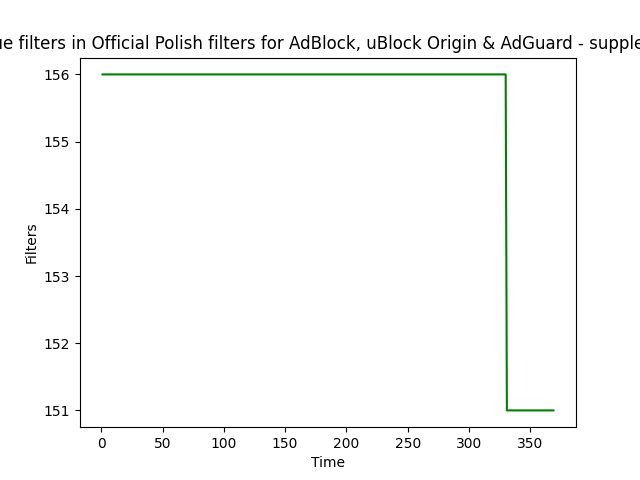 ue filters in Official Polish filters for AdBlock, uBlock Origin & AdGuard - supple
156
155
154
153
152
151
Filters
0 50 100 150 200 250 300 350
Time